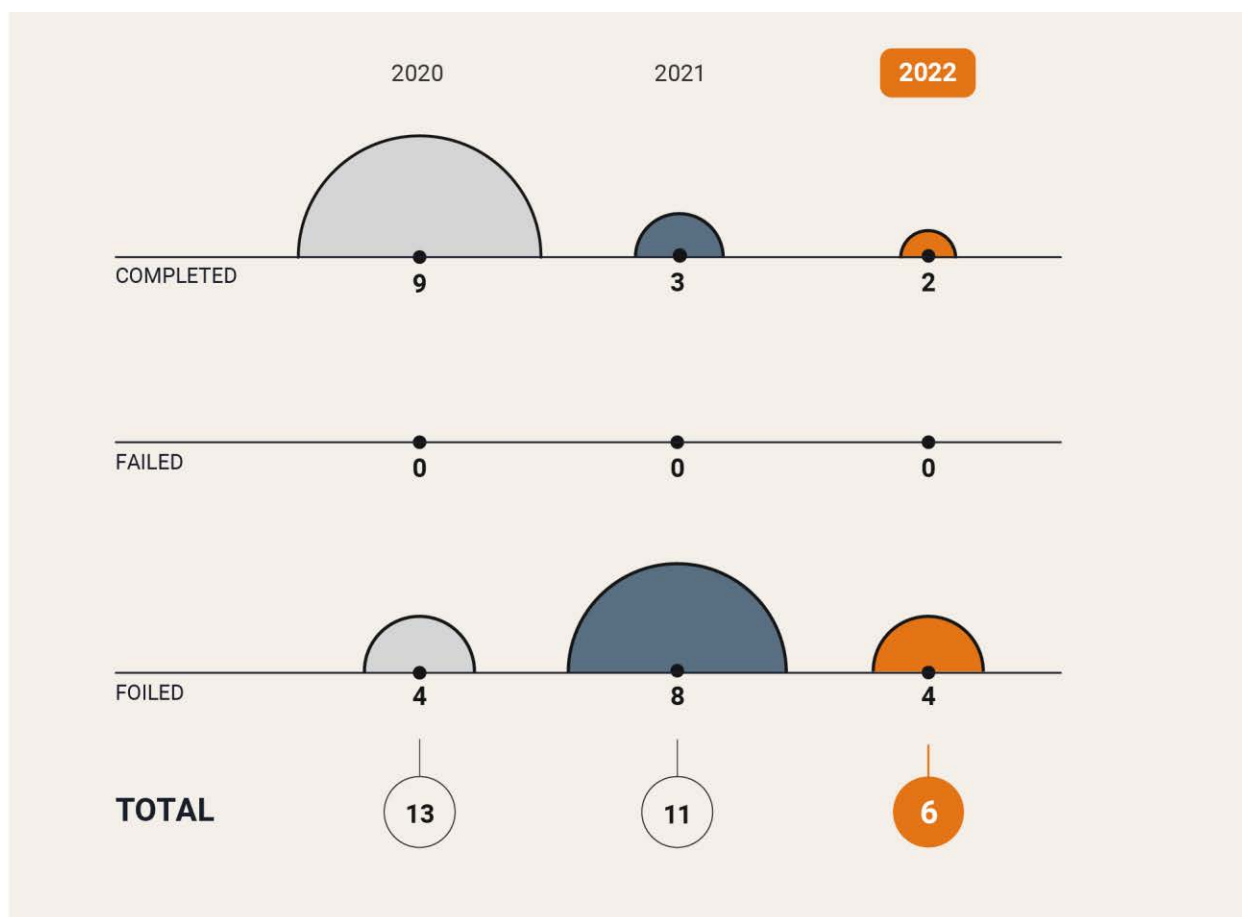 2020 2021 2022
COMPLETED
9 3 2
FAILED
0 0 0
FOILED
4 8 4
TOTAL 13 11 6